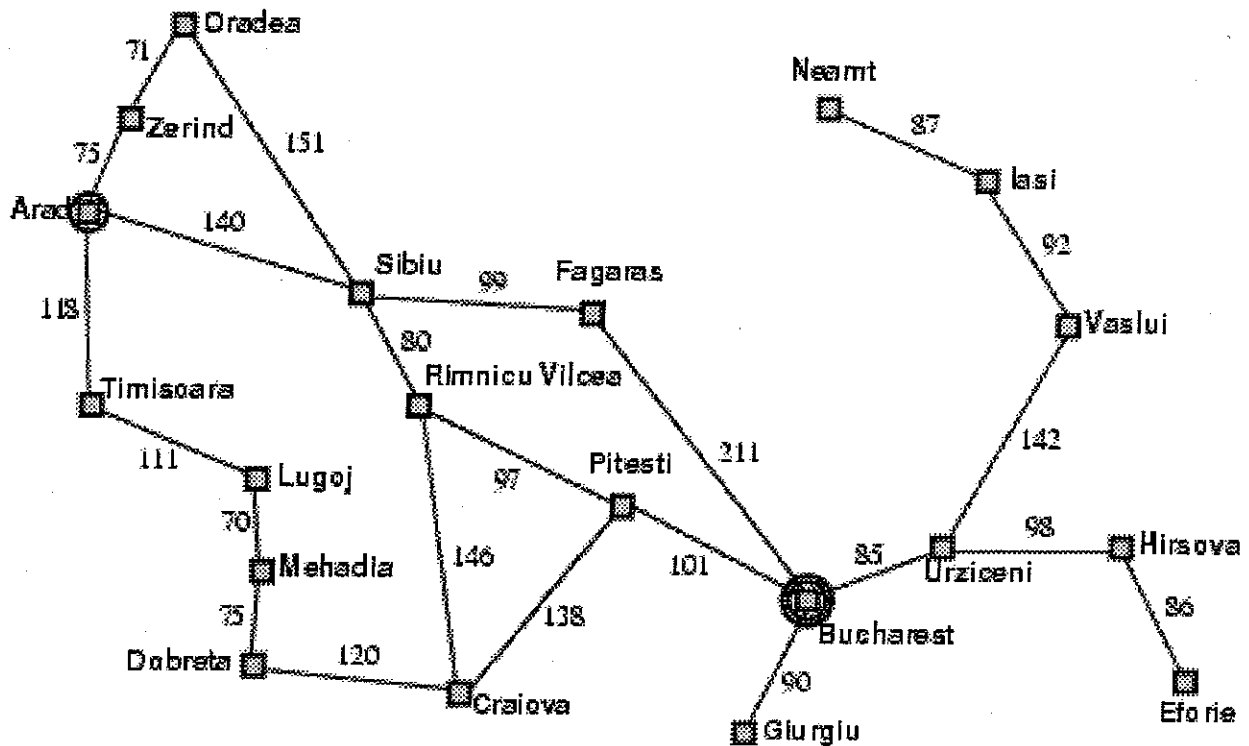 Oradea
71
Neamt
87
Zerind
151
75
Iasi
Arad
140
92
Sibiu
99
Fagaras
118
80
Vaslui
Timisoara
Rimnicu Vilcea
142
111
Lugoj
97
Pitesti
211
70
98
Hirsova
146
101
85
Urziceni
Mehadia
75
138
86
Bucharest
Dobreta
120
90
Craiova
Giurgiu
Eforie